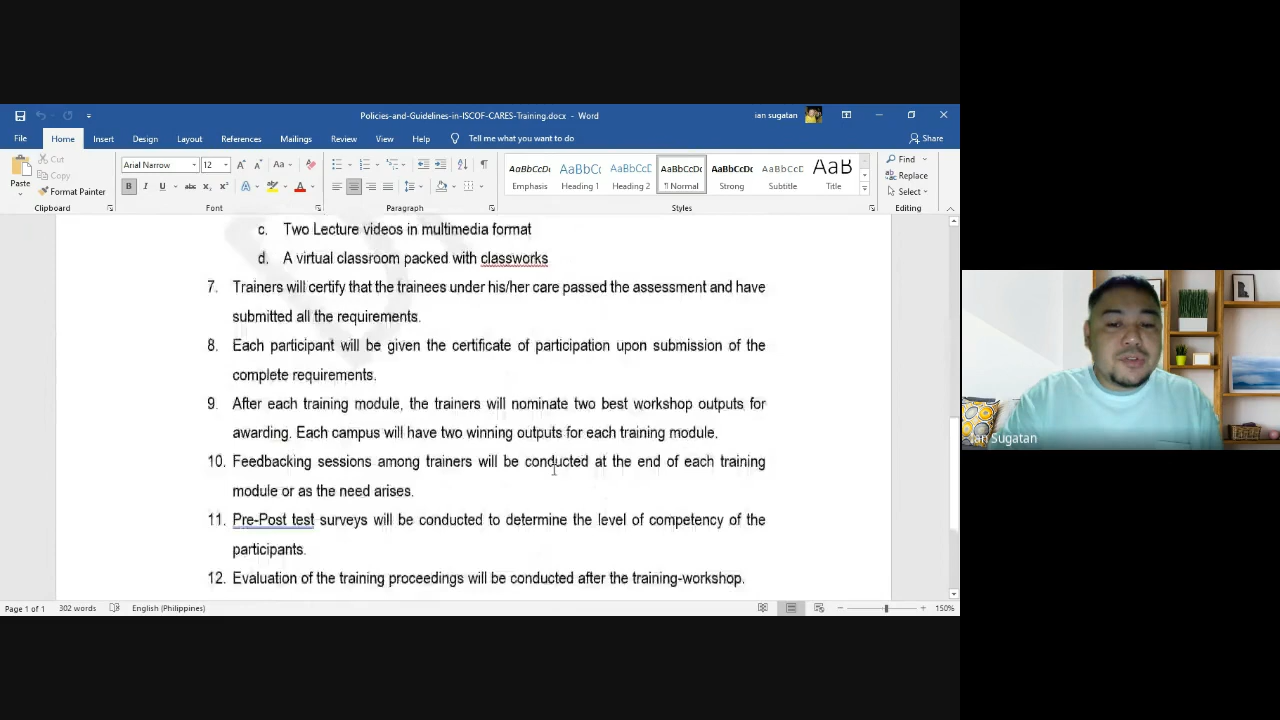 Policies-and-Guidelines-in-ISCOF-CARES-Training.docx - Word
ian sugatan
File Home Insert Design Layout References Mailings Review View Help Tell me what you want to do Share
Paste
Cut
Copy
Format Painter
Arial Narrow 12
AaBbCcDc AaBbCc AaBbCcD AaBbCcDc AaBbCcDc AaBbCcDc AaB
Emphasis Heading 1 Heading 2 ¶ Normal Strong Subtitle Title
Find
Replace
Select
Clipboard Font Paragraph Styles Editing
c. Two Lecture videos in multimedia format
d. A virtual classroom packed with classworks
7. Trainers will certify that the trainees under his/her care passed the assessment and have
submitted all the requirements.
8. Each participant will be given the certificate of participation upon submission of the
complete requirements.
9. After each training module, the trainers will nominate two best workshop outputs for
awarding. Each campus will have two winning outputs for each training module.
10. Feedbacking sessions among trainers will be conducted at the end of each training
module or as the need arises.
11. Pre-Post test surveys will be conducted to determine the level of competency of the
participants.
12. Evaluation of the training proceedings will be conducted after the training-workshop.
Page 1 of 1 302 words English (Philippines) 150%
Ian Sugatan